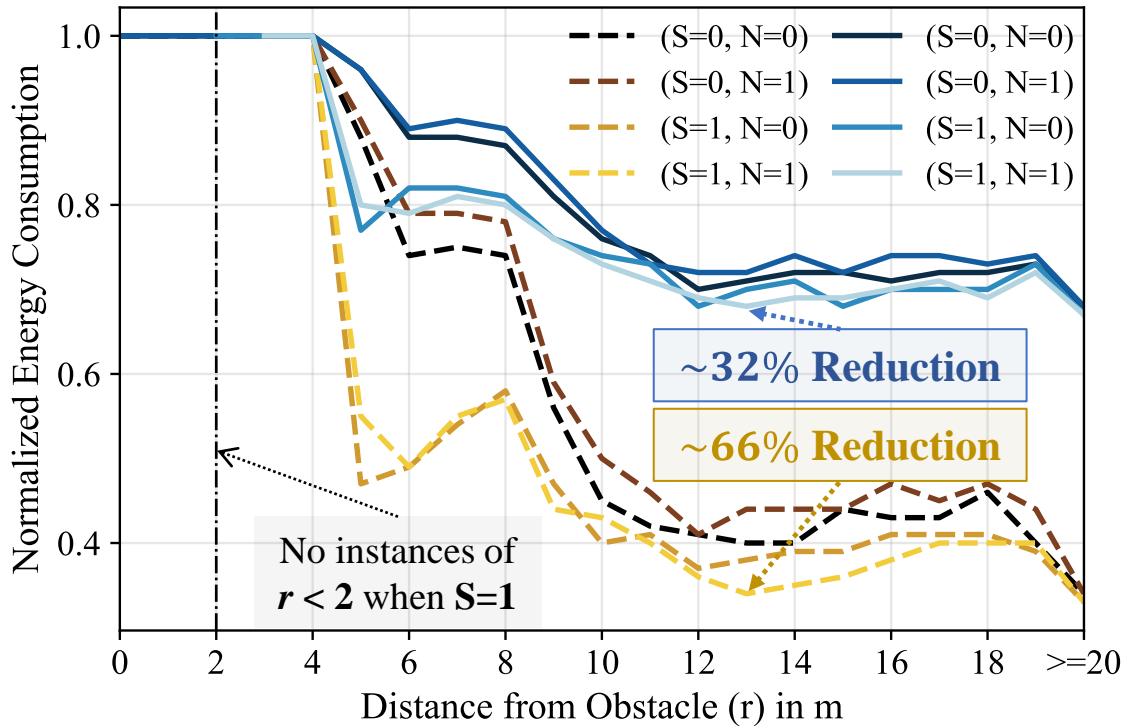 1.0
0.8
0.6
0.4
Normalized Energy Consumption
(S=0, N=0)
(S=0, N=1)
(S=1, N=0)
(S=1, N=1)
(S=0, N=0)
(S=0, N=1)
(S=1, N=0)
(S=1, N=1)
~32% Reduction
~66% Reduction
No instances of
r < 2 when S=1
0 2 4 6 8 10 12 14 16 18 >=20
Distance from Obstacle (r) in m